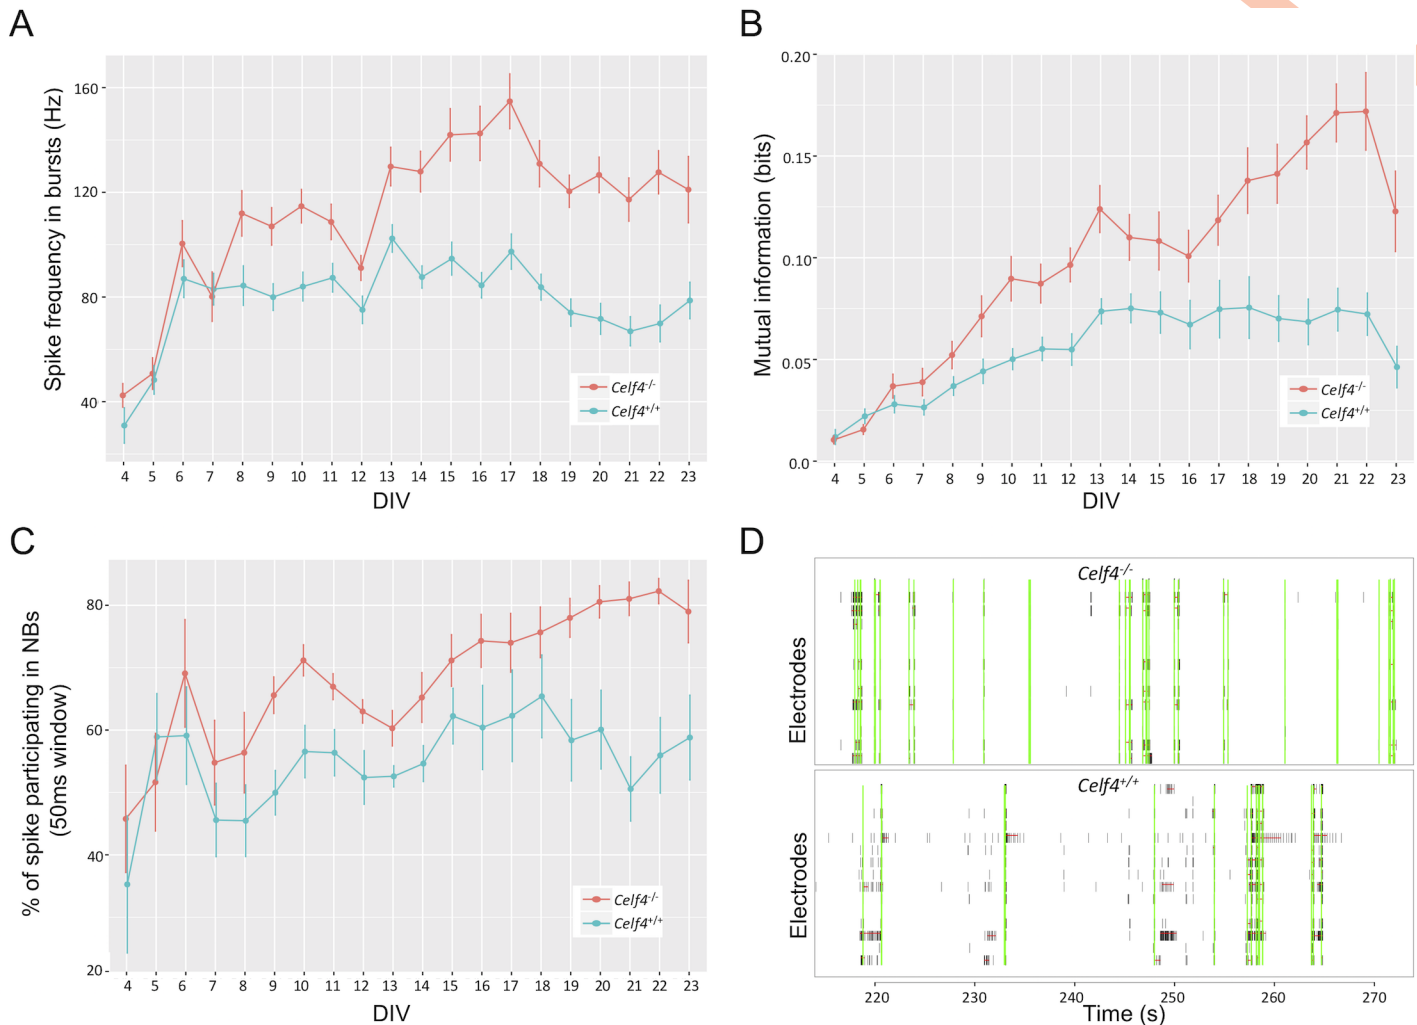 A
Spike frequency in bursts (Hz)
160
120
80
40
Celf4-/-
Celf4+/+
4 5 6 7 8 9 10 11 12 13 14 15 16 17 18 19 20 21 22 23
DIV
B
Mutual information (bits)
0.20
0.15
0.10
0.05
0.0
Celf4-/-
Celf4+/+
4 5 6 7 8 9 10 11 12 13 14 15 16 17 18 19 20 21 22 23
DIV
C
% of spike participating in NBs
(50ms window)
80
60
40
20
Celf4-/-
Celf4+/+
4 5 6 7 8 9 10 11 12 13 14 15 16 17 18 19 20 21 22 23
DIV
D
Celf4-/-
Electrodes
Celf4+/+
Electrodes
220 230 240 250 260 270
Time (s)